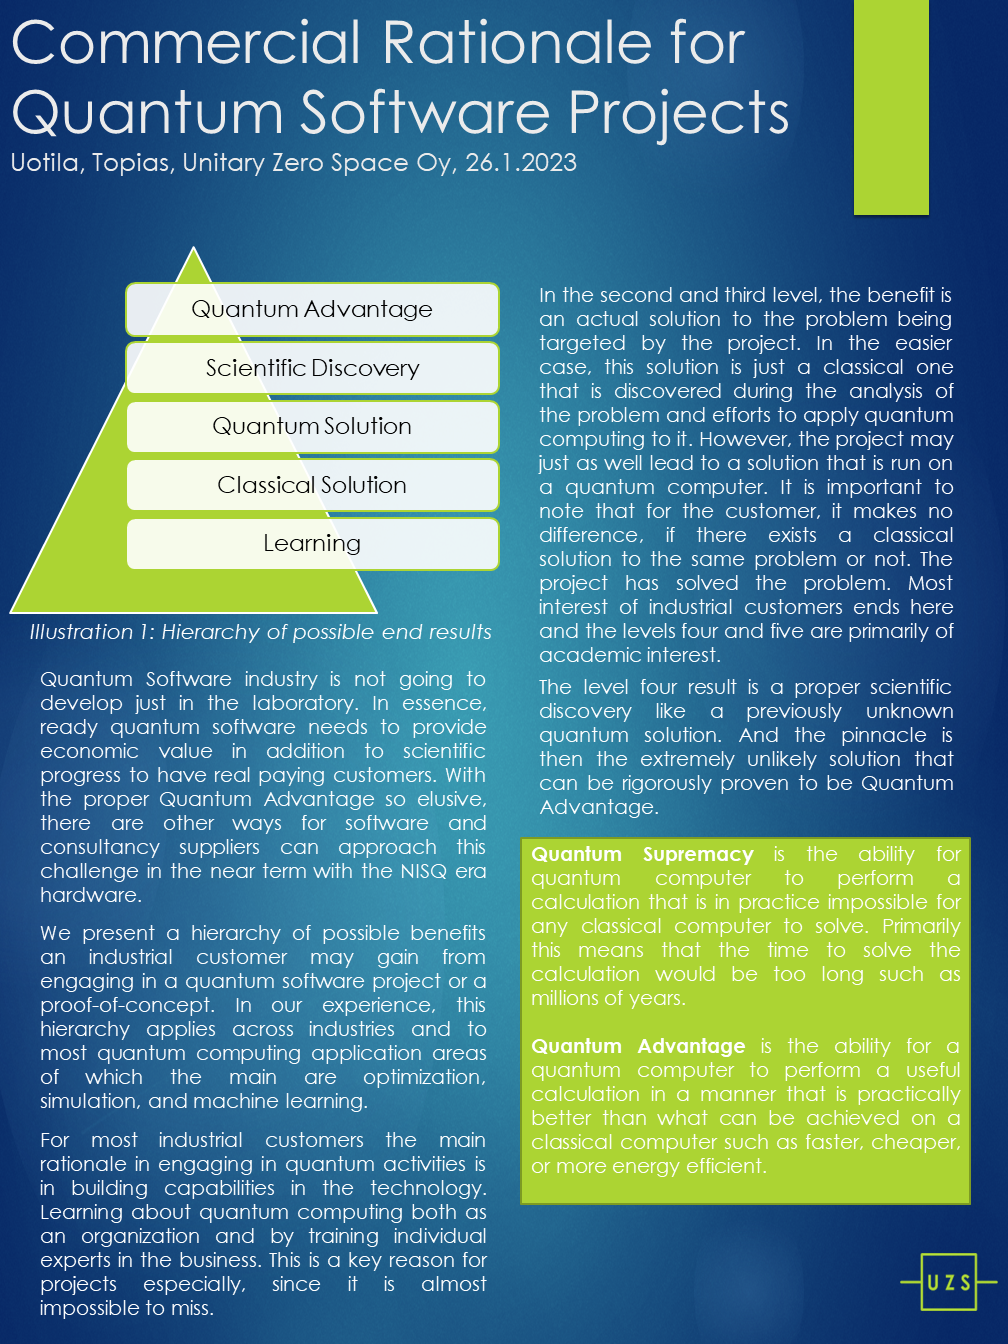 Commercial Rationale for
Quantum Software Projects
Uotila, Topias, Unitary Zero Space Oy, 26.1.2023
Quantum Advantage
Scientific Discovery
Quantum Solution
Classical Solution
Learning
Illustration 1: Hierarchy of possible end results
Quantum Software industry is not going to
develop just in the laboratory. In essence,
ready quantum software needs to provide
economic value in addition to scientific
progress to have real paying customers. With
the proper Quantum Advantage so elusive,
there are other ways for software and
consultancy suppliers can approach this
challenge in the near term with the NISQ era
hardware.
We present a hierarchy of possible benefits
an industrial customer may gain from
engaging in a quantum software project or a
proof-of-concept. In our experience, this
hierarchy applies across industries and to
most quantum computing application areas
of which the main are optimization,
simulation, and machine learning.
For most industrial customers the main
rationale in engaging in quantum activities is
in building capabilities in the technology.
Learning about quantum computing both as
an organization and by training individual
experts in the business. This is a key reason for
projects especially, since it is almost
impossible to miss.
In the second and third level, the benefit is
an actual solution to the problem being
targeted by the project. In the easier
case, this solution is just a classical one
that is discovered during the analysis of
the problem and efforts to apply quantum
computing to it. However, the project may
just as well lead to a solution that is run on
a quantum computer. It is important to
note that for the customer, it makes no
difference, if there exists a classical
solution to the same problem or not. The
project has solved the problem. Most
interest of industrial customers ends here
and the levels four and five are primarily of
academic interest.
The level four result is a proper scientific
discovery like a previously unknown
quantum solution. And the pinnacle is
then the extremely unlikely solution that
can be rigorously proven to be Quantum
Advantage.
Quantum Supremacy is the ability for
quantum computer to perform a
calculation that is in practice impossible for
any classical computer to solve. Primarily
this means that the time to solve the
calculation would be too long such as
millions of years.
Quantum Advantage is the ability for a
quantum computer to perform a useful
calculation in a manner that is practically
better than what can be achieved on a
classical computer such as faster, cheaper,
or more energy efficient.
UZS